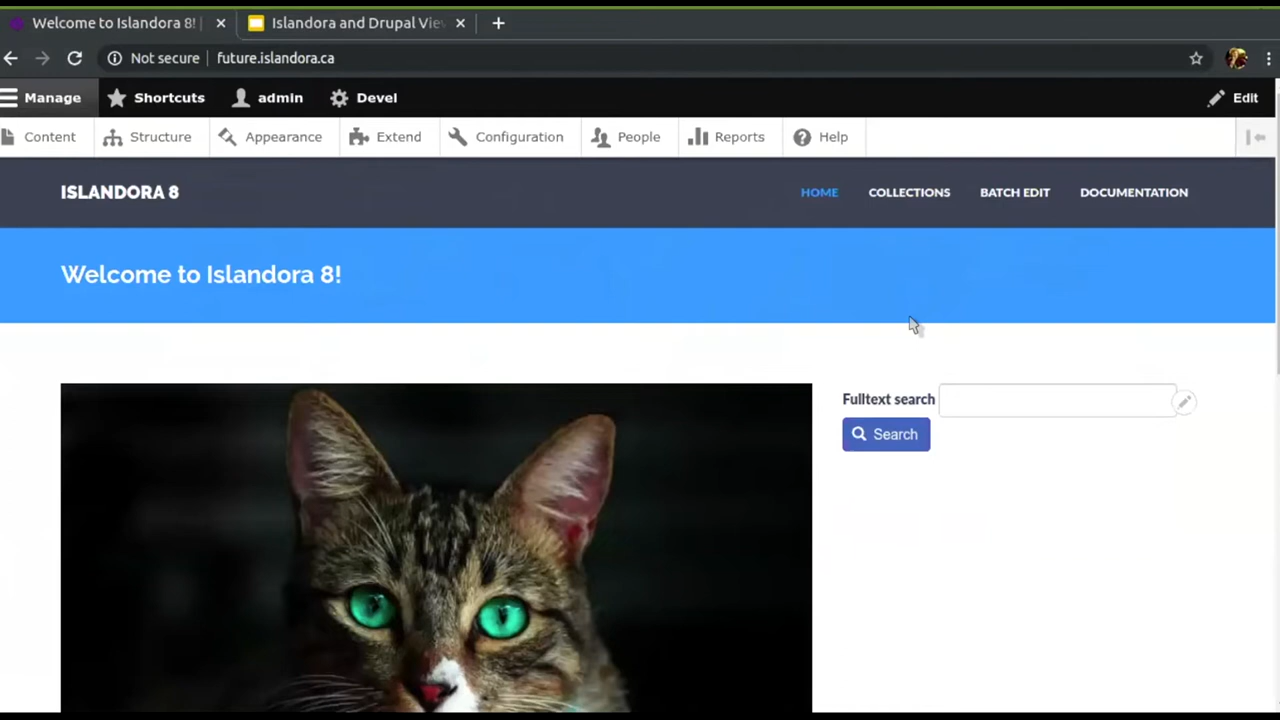 Welcome to Islandora 8! |
Islandora and Drupal Vie
Not secure | future.islandora.ca
Manage Shortcuts admin Devel Edit
Content Structure Appearance Extend Configuration People Reports Help
ISLANDORA 8 HOME COLLECTIONS BATCH EDIT DOCUMENTATION
Welcome to Islandora 8!
Fulltext search
Search